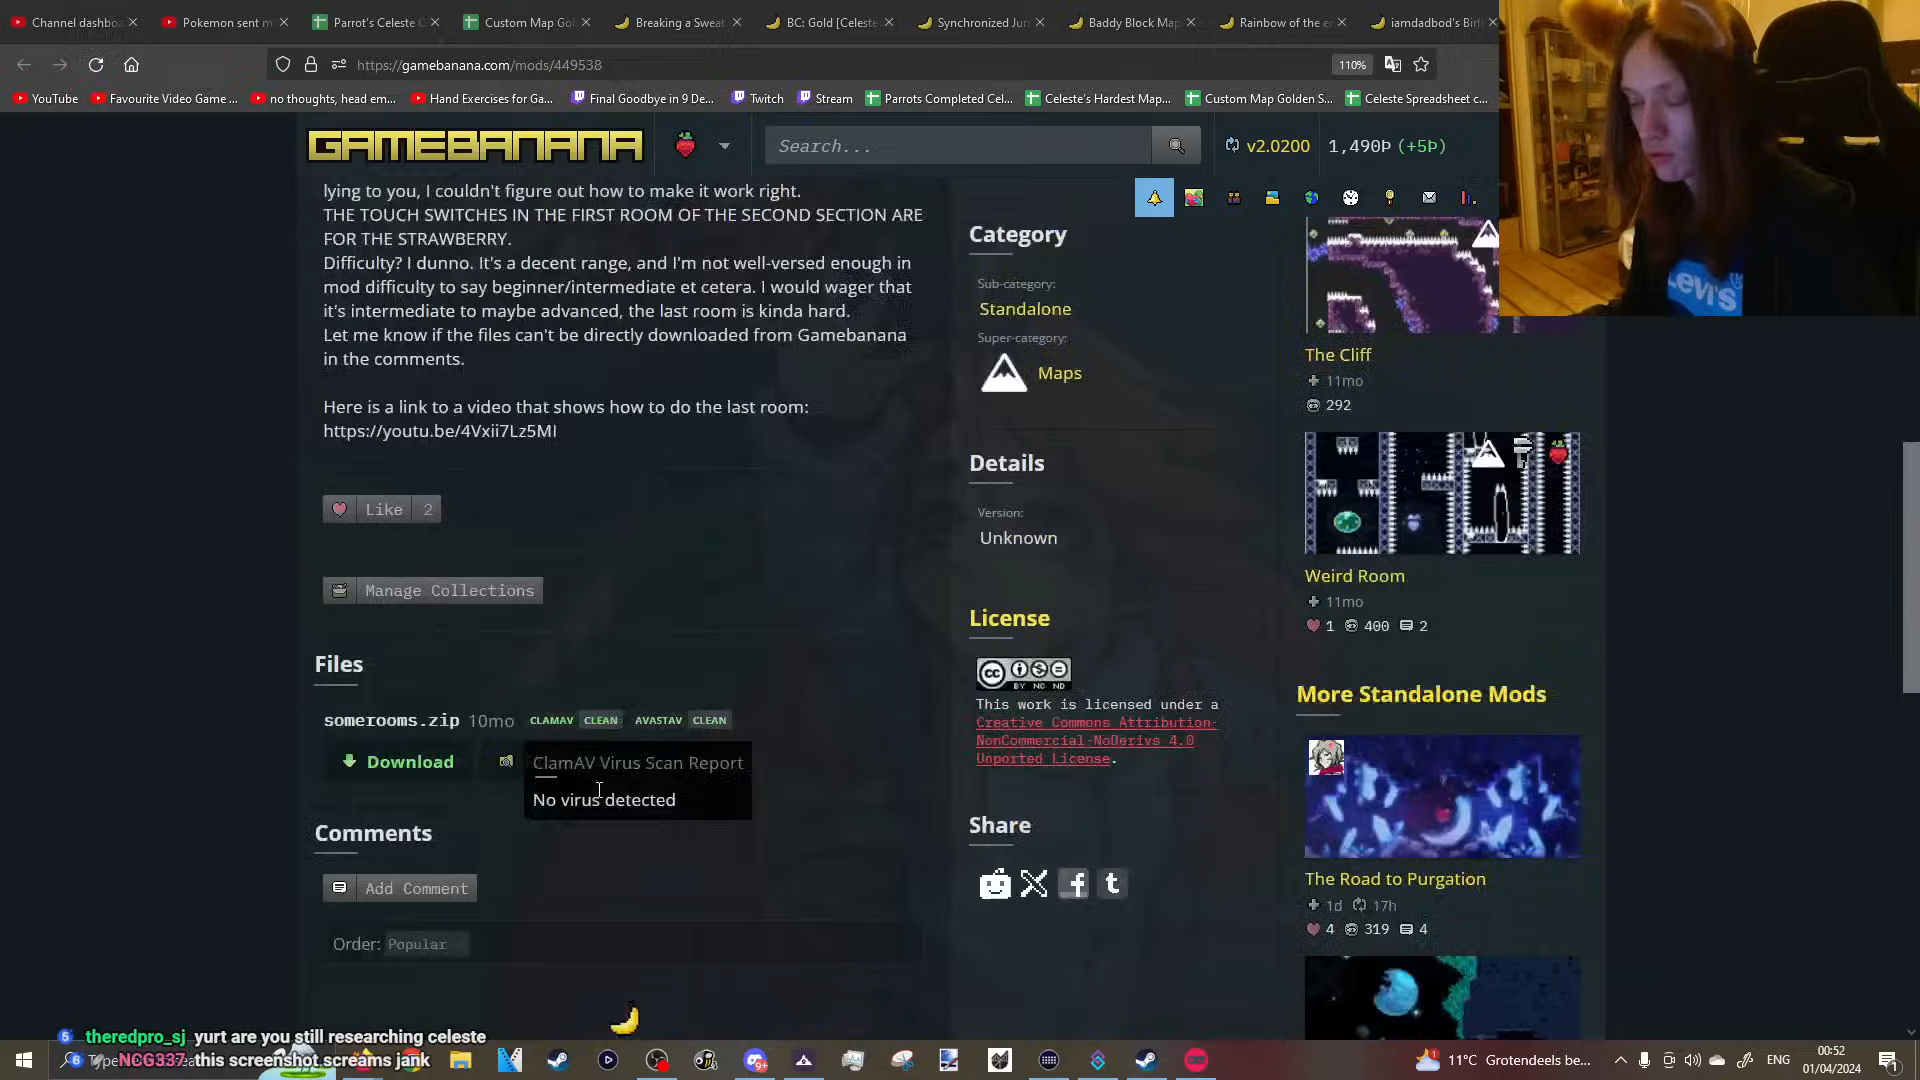 Channel dashboa
Pokemon sent m
Parrot's Celeste C
Custom Map Go
Breaking a Sweat
BC: Gold [Celeste
Synchronized Jun
Baddy Block Map
Rainbow of the e
iamdadbod's Bir
https://gamebanana.com/mods/449538
110%
YouTube
Favourite Video Game ...
no thoughts, head em...
Hand Exercises for Ga...
Final Goodbye in 9 De...
Twitch
Stream
Parrots Completed Cel...
Celeste's Hardest Map...
Custom Map Golden S...
Celeste Spreadsheet c...
GAMEBANANA
Search...
v2.0200
1,490Þ (+5Þ)
LEVI'S
lying to you, I couldn't figure out how to make it work right.
THE TOUCH SWITCHES IN THE FIRST ROOM OF THE SECOND SECTION ARE
FOR THE STRAWBERRY.
Difficulty? I dunno. It's a decent range, and I'm not well-versed enough in
mod difficulty to say beginner/intermediate et cetera. I would wager that
it's intermediate to maybe advanced, the last room is kinda hard.
Let me know if the files can't be directly downloaded from Gamebanana
in the comments.
Here is a link to a video that shows how to do the last room:
https://youtu.be/4Vxii7Lz5MI
Like 2
Manage Collections
Files
somerooms.zip 10mo CLAMAV CLEAN AVASTAV CLEAN
Download
ClamAV Virus Scan Report
No virus detected
Comments
Add Comment
Order: Popular
Category
Sub-category:
Standalone
Super-category:
Maps
Details
Version:
Unknown
License
CC BY NC ND
This work is licensed under a
Creative Commons Attribution-
NonCommercial-NoDerivs 4.0
Unported License.
Share
The Cliff
11mo
292
Weird Room
11mo
1 400 2
More Standalone Mods
The Road to Purgation
1d 17h
4 319 4
theredpro_sj yurt are you still researching celeste
NCG337 this screenshot screams jank
11°C Grotendeels be...
ENG
00:52
01/04/2024